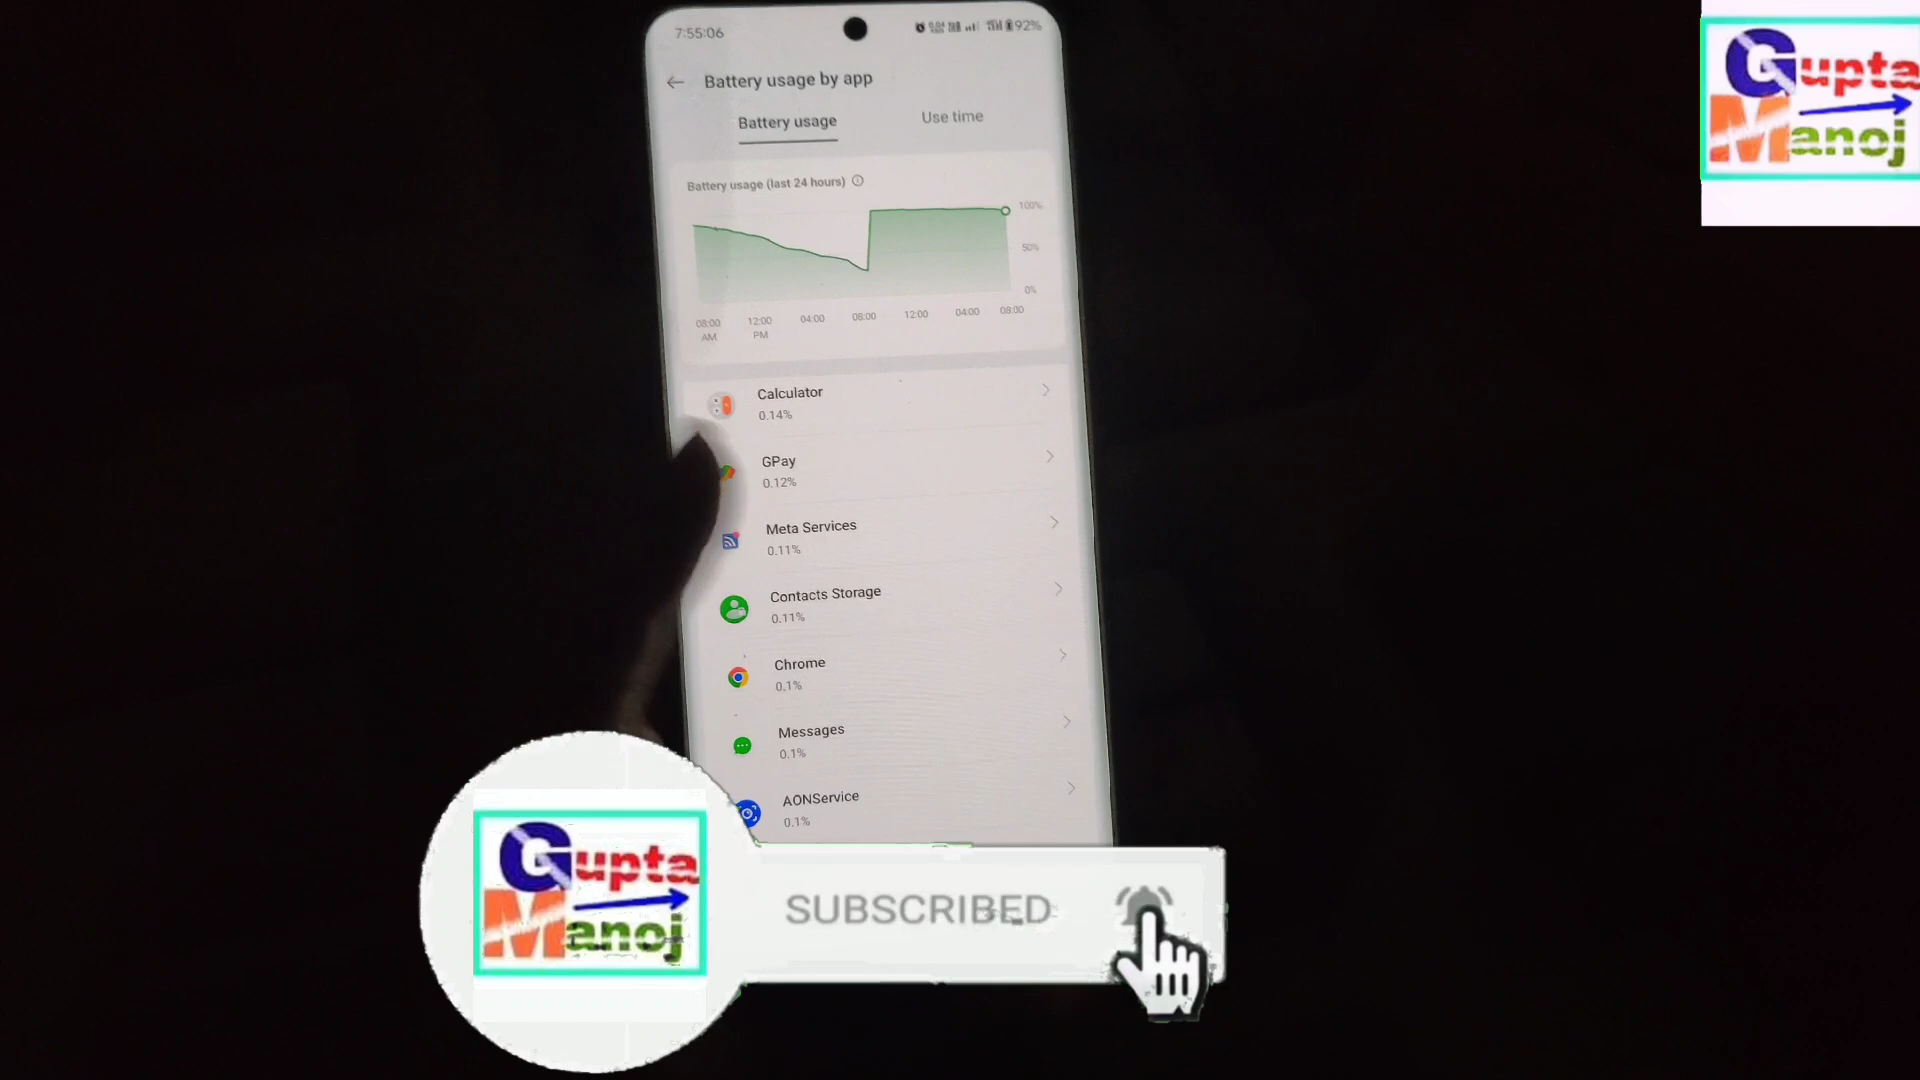 7:55:06
92%
Battery usage by app
Battery usage
Use time
Battery usage (last 24 hours)
100%
50%
0%
08:00 AM
12:00 PM
04:00
08:00
12:00
04:00
08:00
Calculator
0.14%
GPay
0.12%
Meta Services
0.11%
Contacts Storage
0.11%
Chrome
0.1%
Messages
0.1%
AONService
0.1%
SUBSCRIBED
Gupta
Manoj
Gupta
Manoj